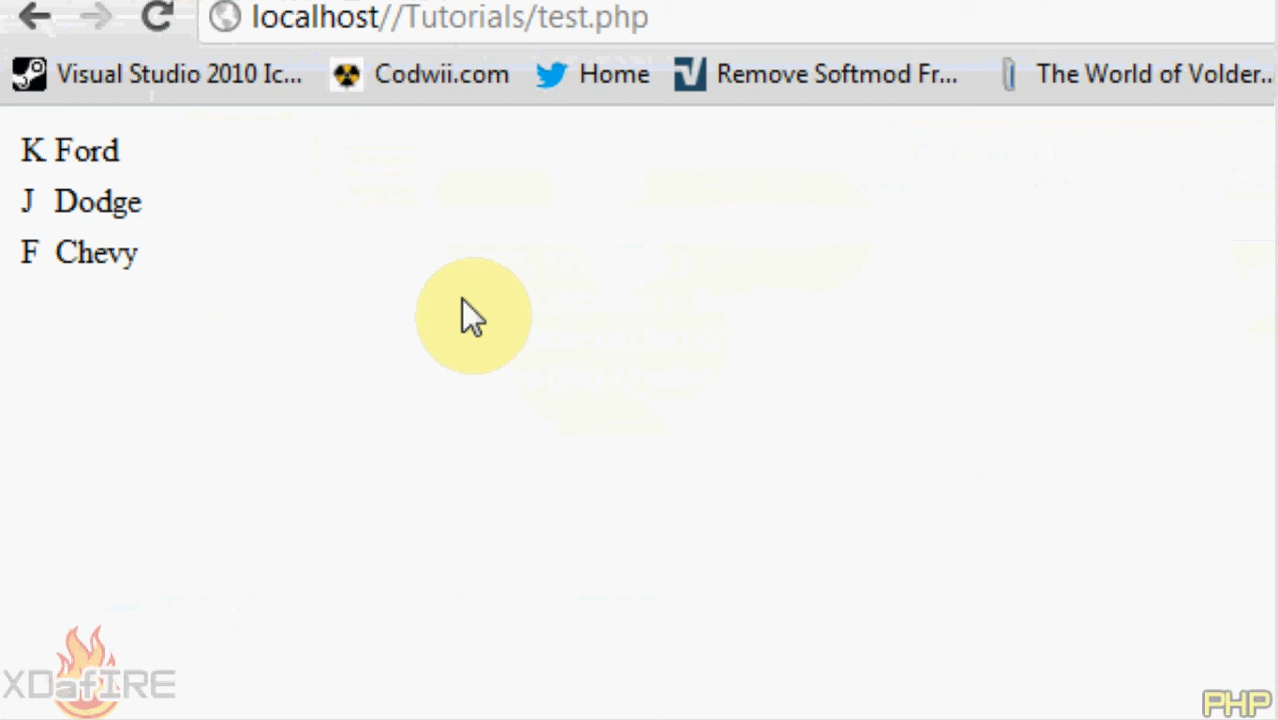 localhost//Tutorials/test.php
Visual Studio 2010 Ic... Codwii.com Home Remove Softmod Fr... The World of Volder...
K Ford
J Dodge
F Chevy
XDafIRE
PHP